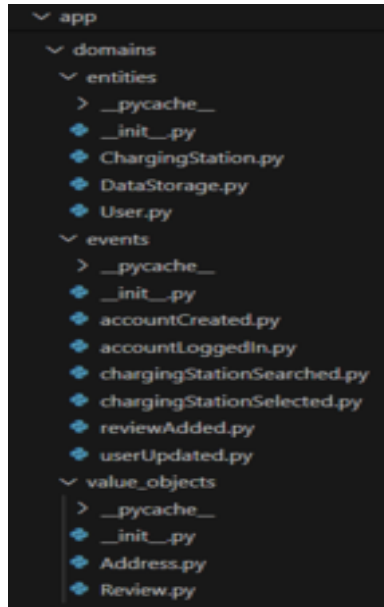 app
domains
entities
__pycache__
__init__.py
ChargingStation.py
DataStorage.py
User.py
events
__pycache__
__init__.py
accountCreated.py
accountLoggedIn.py
chargingStationSearched.py
chargingStationSelected.py
reviewAdded.py
userUpdated.py
value_objects
__pycache__
__init__.py
Address.py
Review.py